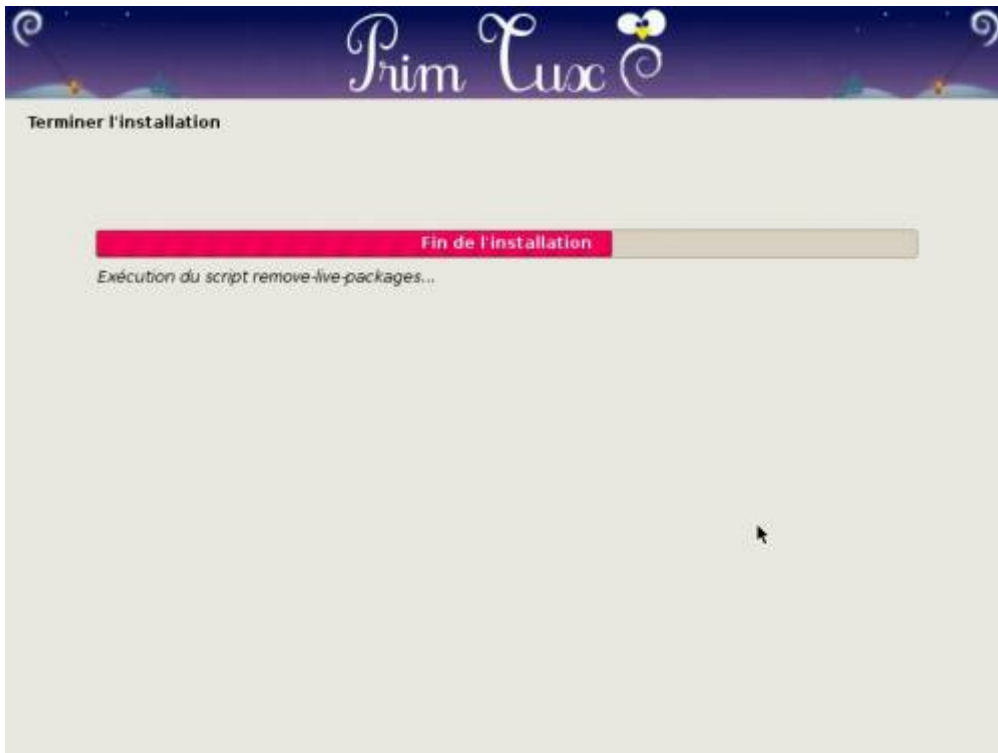 Prim Tux
Terminer l'installation
Fin de l'installation
Exécution du script remove-live-packages...